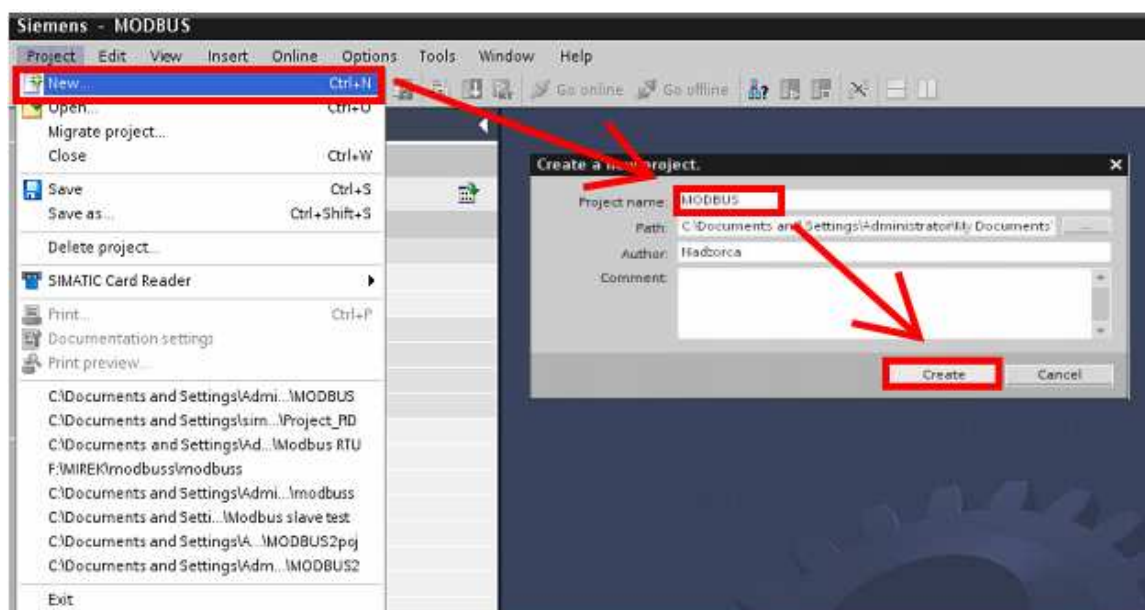 Siemens - MODBUS
Project Edit View Insert Online Options Tools Window Help
New... Ctrl+N
Go online Go offline
Open... Ctrl+O
Migrate project...
Close Ctrl+W
Save Ctrl+S
Save as... Ctrl+Shift+S
Delete project...
SIMATIC Card Reader
Print... Ctrl+P
Documentation settings
Print preview...
C:\Documents and Settings\Admi...\MODBUS
C:\Documents and Settings\sim...\Project_RD
C:\Documents and Settings\Ad...\Modbus RTU
F:\MIREK\modbuss\modbuss
C:\Documents and Settings\Admi...\modbuss
C:\Documents and Setti...\Modbus slave test
C:\Documents and Settings\A...\MODBUS2poj
C:\Documents and Settings\Adm...\MODBUS2
Exit
Create a new project.
Project name: MODBUS
Path: C:\Documents and Settings\Administrator\My Documents\ ...
Author: Nadzorca
Comment:
Create Cancel